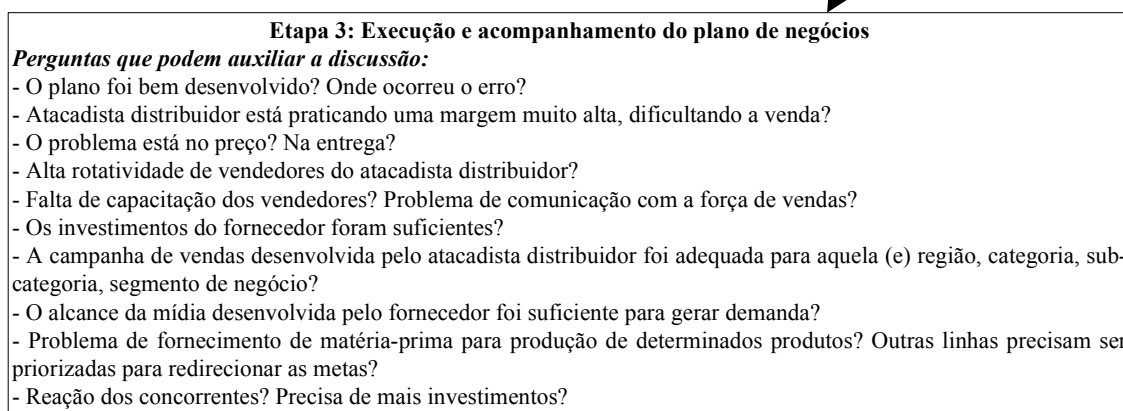 Etapa 3: Execução e acompanhamento do plano de negócios
Perguntas que podem auxiliar a discussão:
- O plano foi bem desenvolvido? Onde ocorreu o erro?
- Atacadista distribuidor está praticando uma margem muito alta, dificultando a venda?
- O problema está no preço? Na entrega?
- Alta rotatividade de vendedores do atacadista distribuidor?
- Falta de capacitação dos vendedores? Problema de comunicação com a força de vendas?
- Os investimentos do fornecedor foram suficientes?
- A campanha de vendas desenvolvida pelo atacadista distribuidor foi adequada para aquela (e) região, categoria, sub-
categoria, segmento de negócio?
- O alcance da mídia desenvolvida pelo fornecedor foi suficiente para gerar demanda?
- Problema de fornecimento de matéria-prima para produção de determinados produtos? Outras linhas precisam ser
priorizadas para redirecionar as metas?
- Reação dos concorrentes? Precisa de mais investimentos?